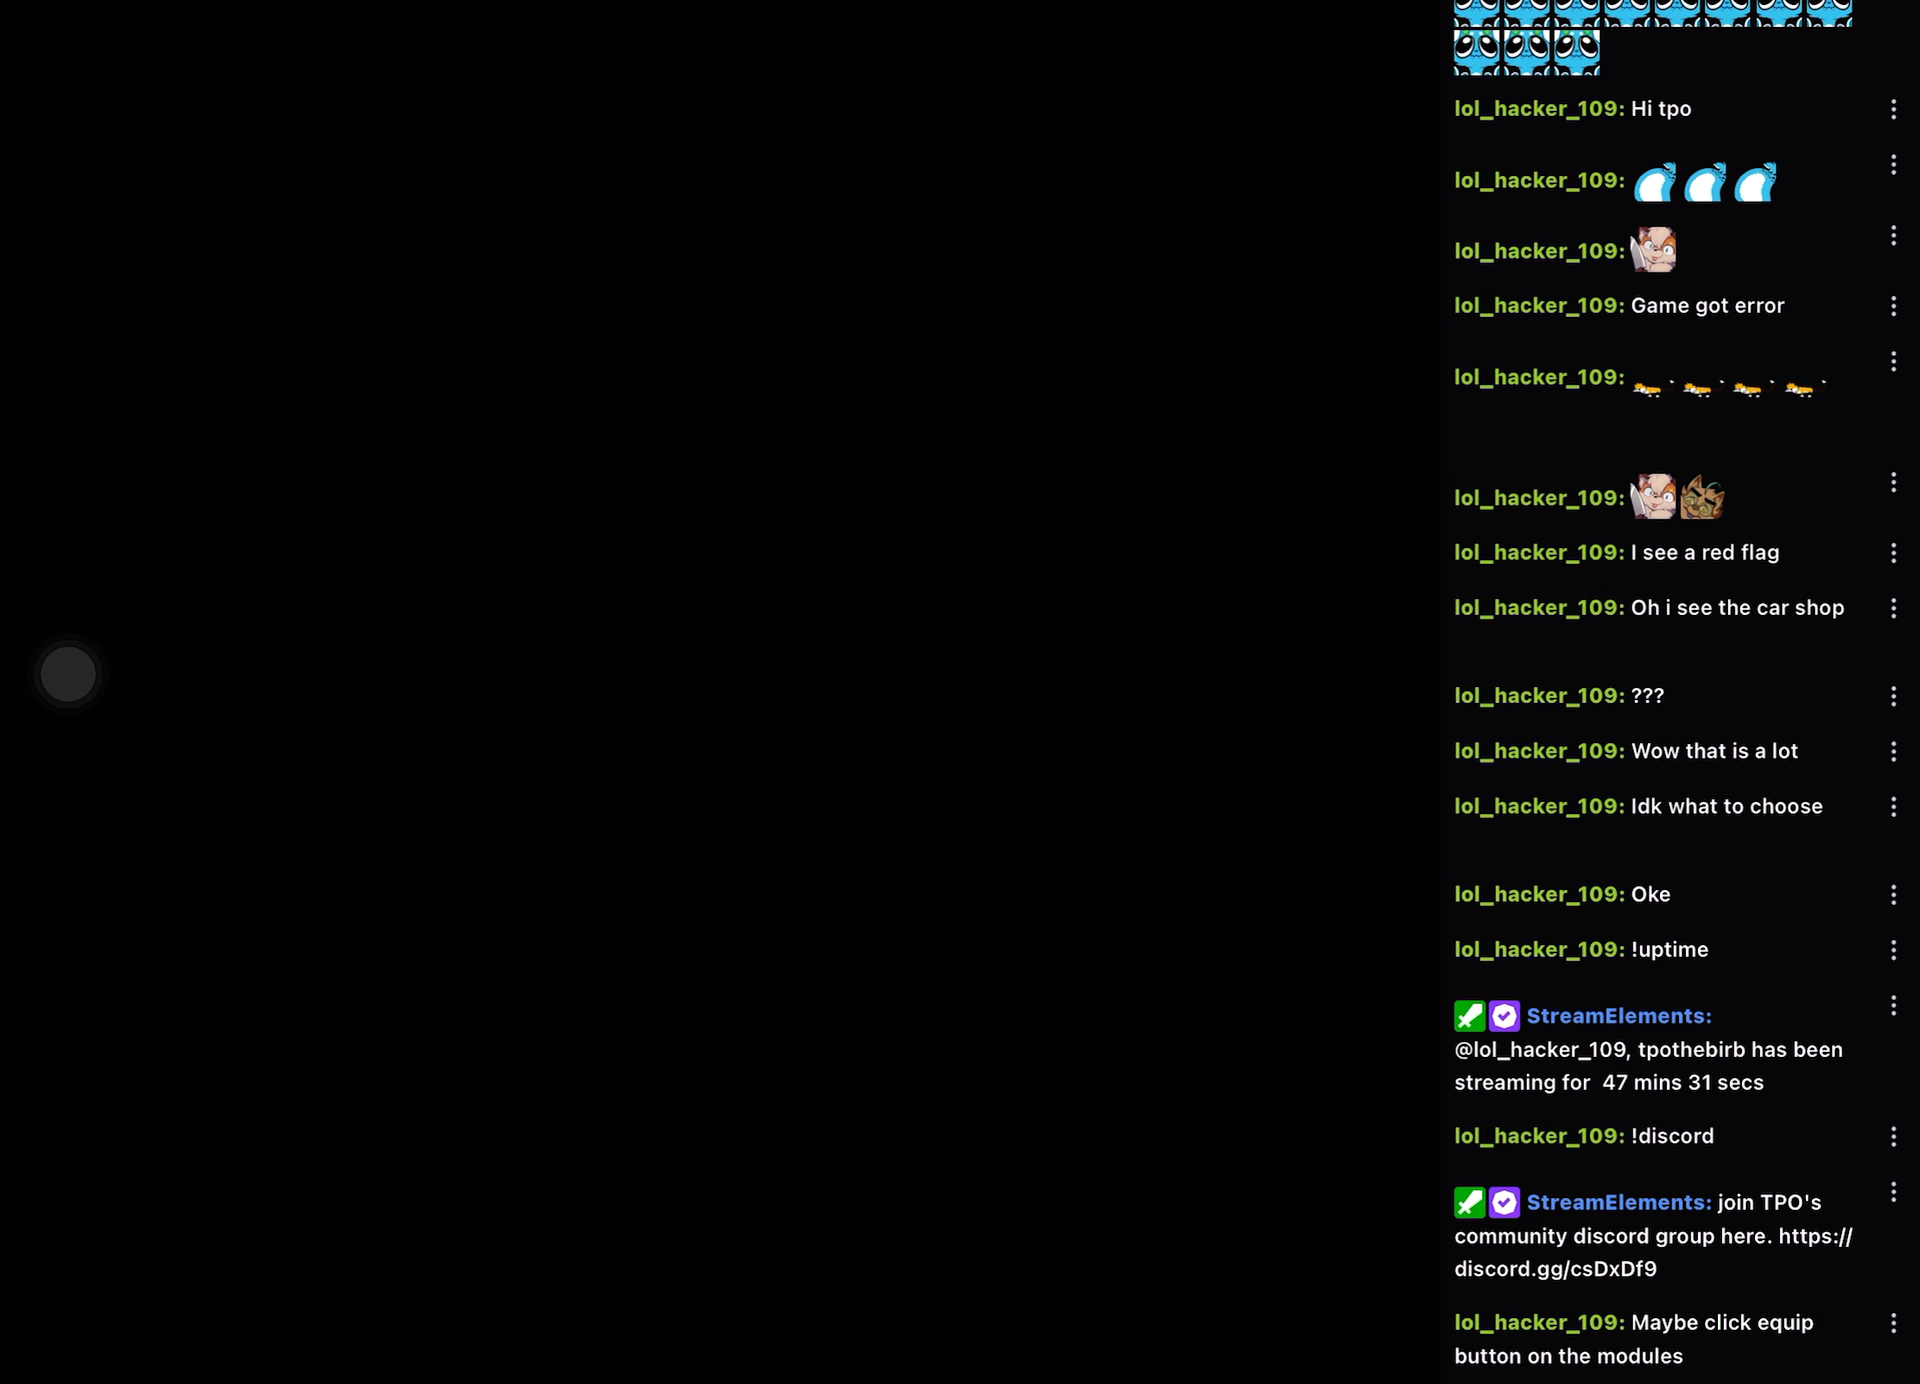 lol_hacker_109: Hi tpo
lol_hacker_109:
lol_hacker_109:
lol_hacker_109: Game got error
lol_hacker_109:
lol_hacker_109:
lol_hacker_109: I see a red flag
lol_hacker_109: Oh i see the car shop
lol_hacker_109: ???
lol_hacker_109: Wow that is a lot
lol_hacker_109: Idk what to choose
lol_hacker_109: Oke
lol_hacker_109: !uptime
StreamElements:
@lol_hacker_109, tpothebirb has been
streaming for  47 mins 31 secs
lol_hacker_109: !discord
StreamElements: join TPO's
community discord group here. https://
discord.gg/csDxDf9
lol_hacker_109: Maybe click equip
button on the modules